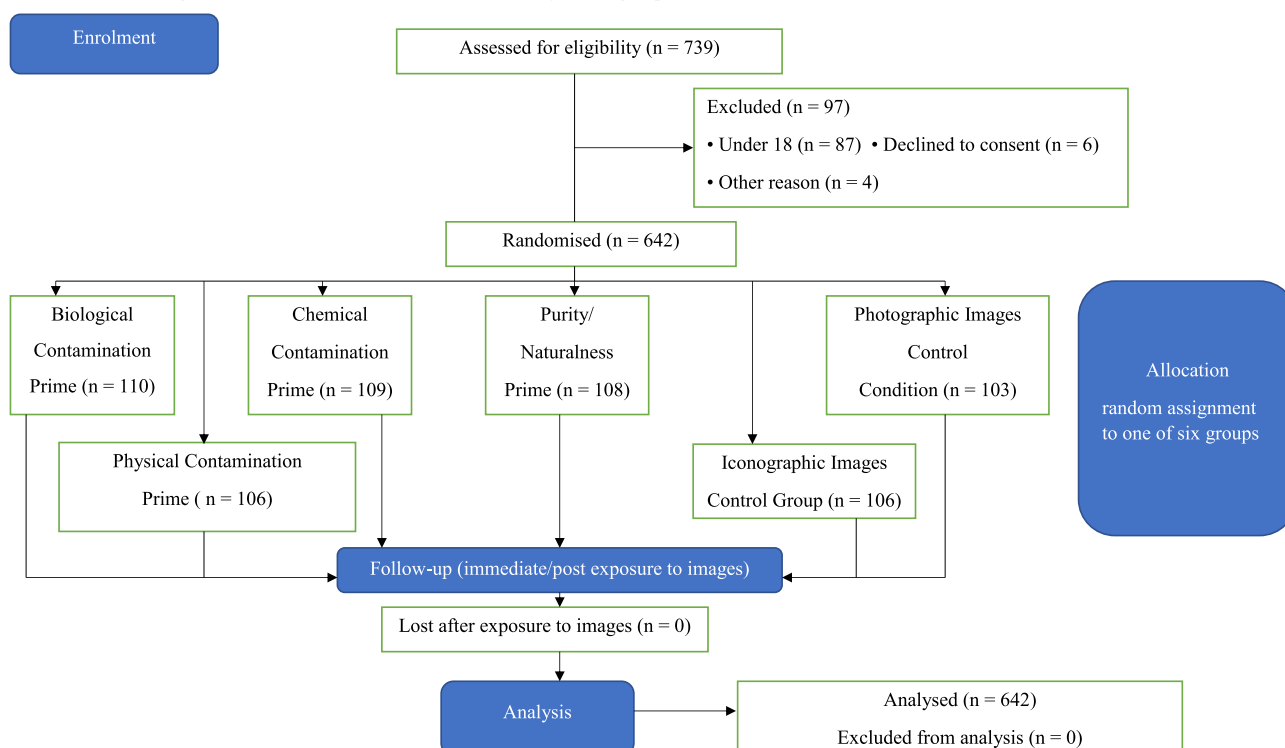 Enrolment
Assessed for eligibility (n = 739)
Excluded (n = 97)
• Under 18 (n = 87) • Declined to consent (n = 6)
• Other reason (n = 4)
Randomised (n = 642)
Biological
Contamination
Prime (n = 110)
Chemical
Contamination
Prime (n = 109)
Purity/
Naturalness
Prime (n = 108)
Photographic Images
Control
Condition (n = 103)
Allocation
random assignment
to one of six groups
Physical Contamination
Prime ( n = 106)
Iconographic Images
Control Group (n = 106)
Follow-up (immediate/post exposure to images)
Lost after exposure to images (n = 0)
Analysis
Analysed (n = 642)
Excluded from analysis (n = 0)